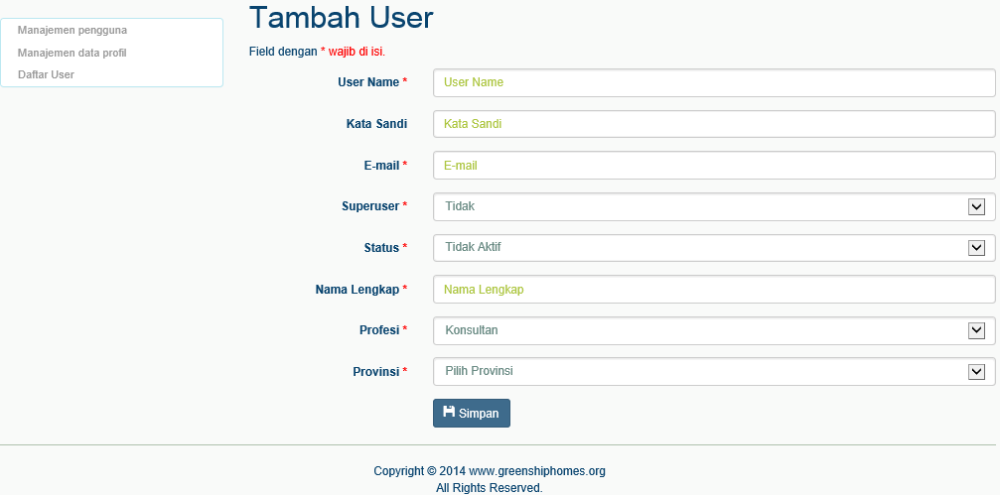 Tambah User
Manajemen pengguna
Manajemen data profil
Daftar User
Field dengan * wajib di isi.
User Name * User Name
Kata Sandi Kata Sandi
E-mail * E-mail
Superuser * Tidak
Status * Tidak Aktif
Nama Lengkap * Nama Lengkap
Profesi * Konsultan
Provinsi * Pilih Provinsi
Simpan
Copyright © 2014 www.greenshiphomes.org
All Rights Reserved.